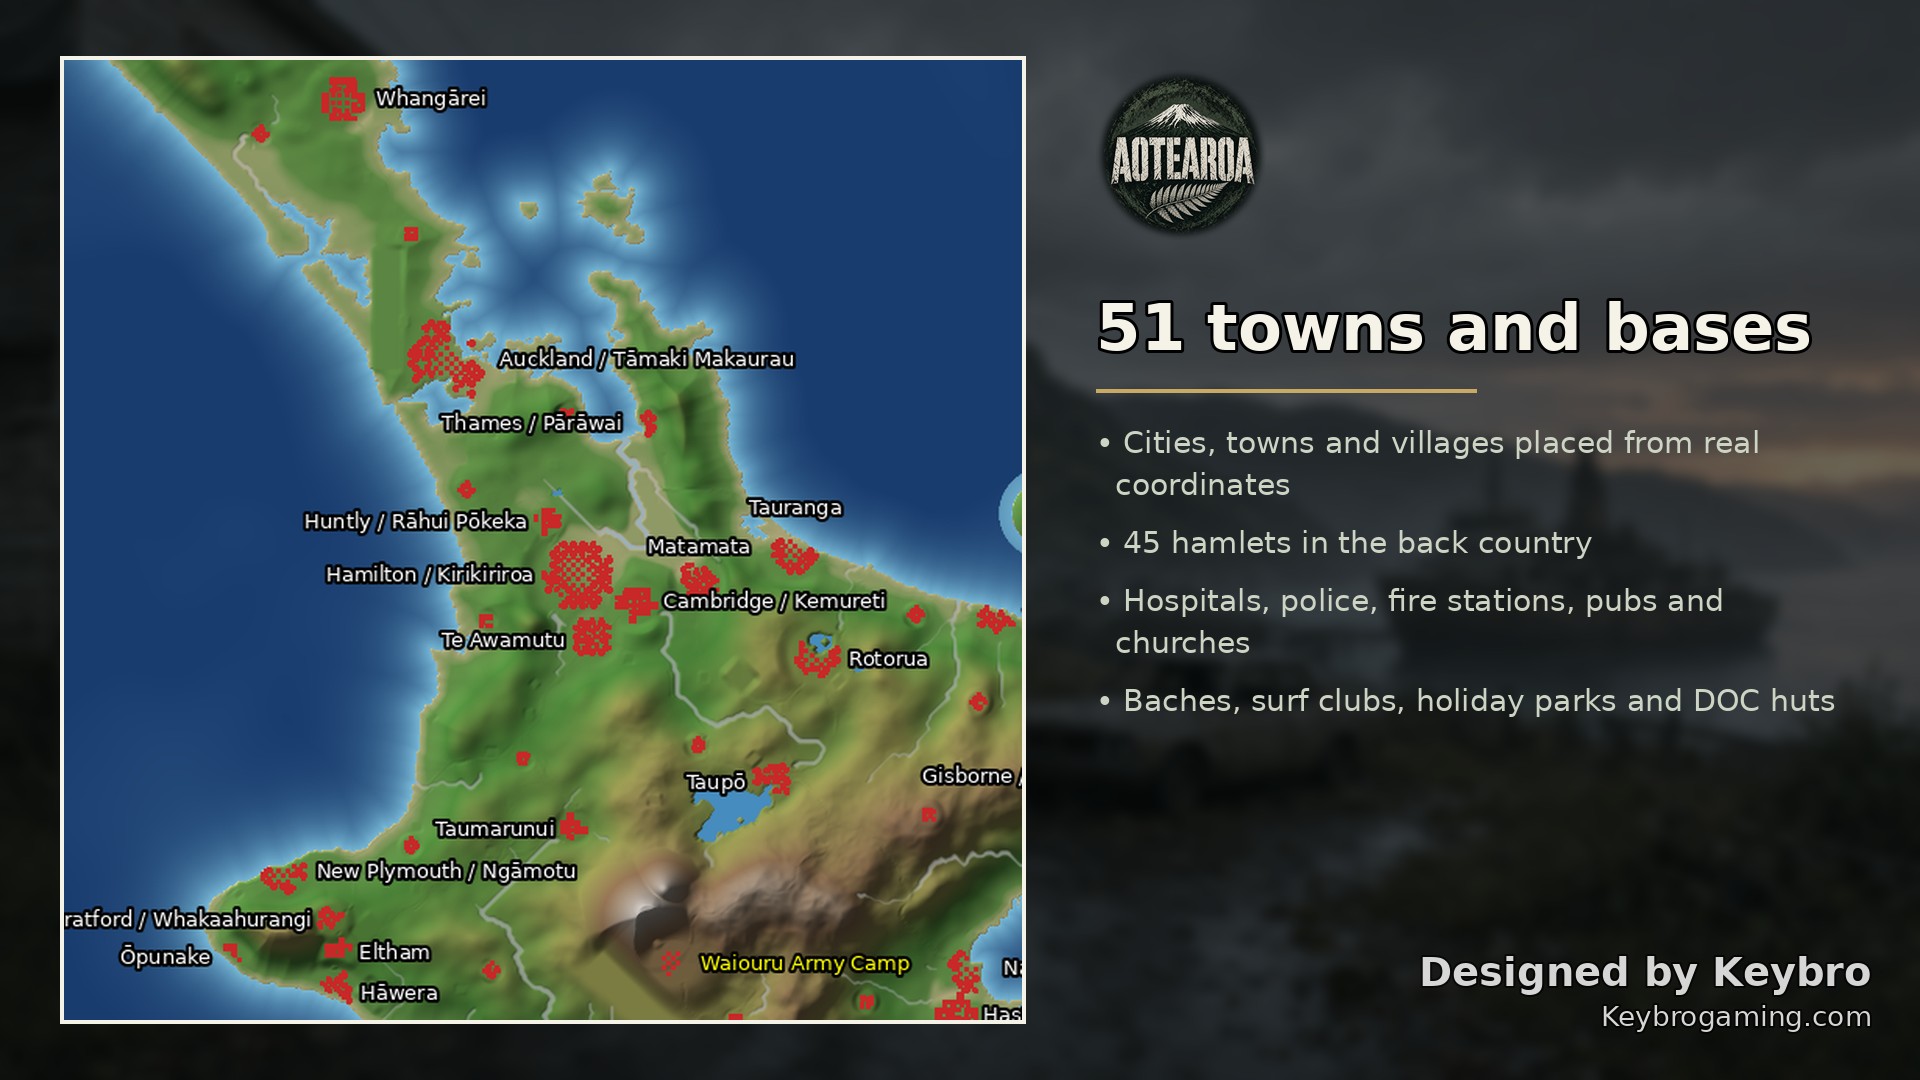 Whangārei
Auckland / Tāmaki Makaurau
Thames / Pārāwai
Tauranga
Huntly / Rāhui Pōkeka
Matamata
Hamilton / Kirikiriroa
Cambridge / Kemureti
Te Awamutu
Rotorua
Gisborne /
Taupō
Taumarunui
New Plymouth / Ngāmotu
ratford / Whakaahurangi
Ōpunake
Eltham
Waiouru Army Camp
Na
Hāwera
Has
AOTEAROA
51 towns and bases
• Cities, towns and villages placed from real
coordinates
• 45 hamlets in the back country
• Hospitals, police, fire stations, pubs and
churches
• Baches, surf clubs, holiday parks and DOC huts
Designed by Keybro
Keybrogaming.com